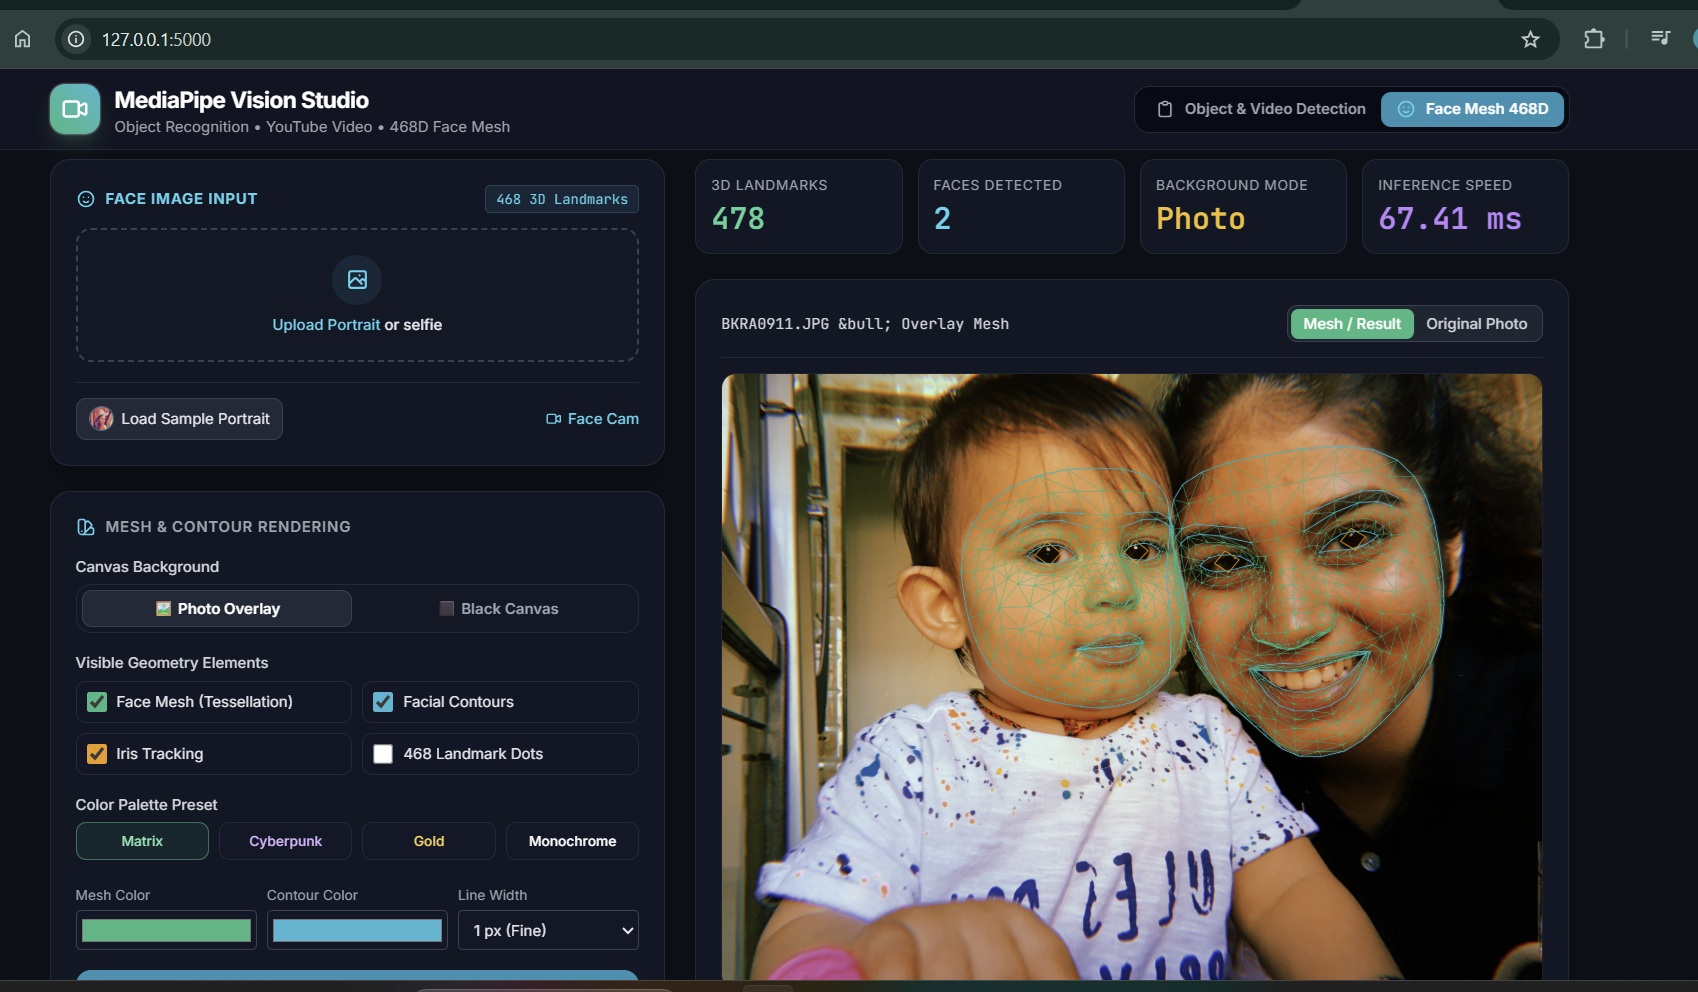 127.0.0.1:5000
MediaPipe Vision Studio
Object Recognition • YouTube Video • 468D Face Mesh
Object & Video Detection
Face Mesh 468D
FACE IMAGE INPUT
468 3D Landmarks
Upload Portrait or selfie
Load Sample Portrait
Face Cam
MESH & CONTOUR RENDERING
Canvas Background
Photo Overlay
Black Canvas
Visible Geometry Elements
Face Mesh (Tessellation)
Facial Contours
Iris Tracking
468 Landmark Dots
Color Palette Preset
Matrix
Cyberpunk
Gold
Monochrome
Mesh Color
Contour Color
Line Width
1 px (Fine)
3D LANDMARKS
478
FACES DETECTED
2
BACKGROUND MODE
Photo
INFERENCE SPEED
67.41 ms
BKRA0911.JPG &bull; Overlay Mesh
Mesh / Result
Original Photo